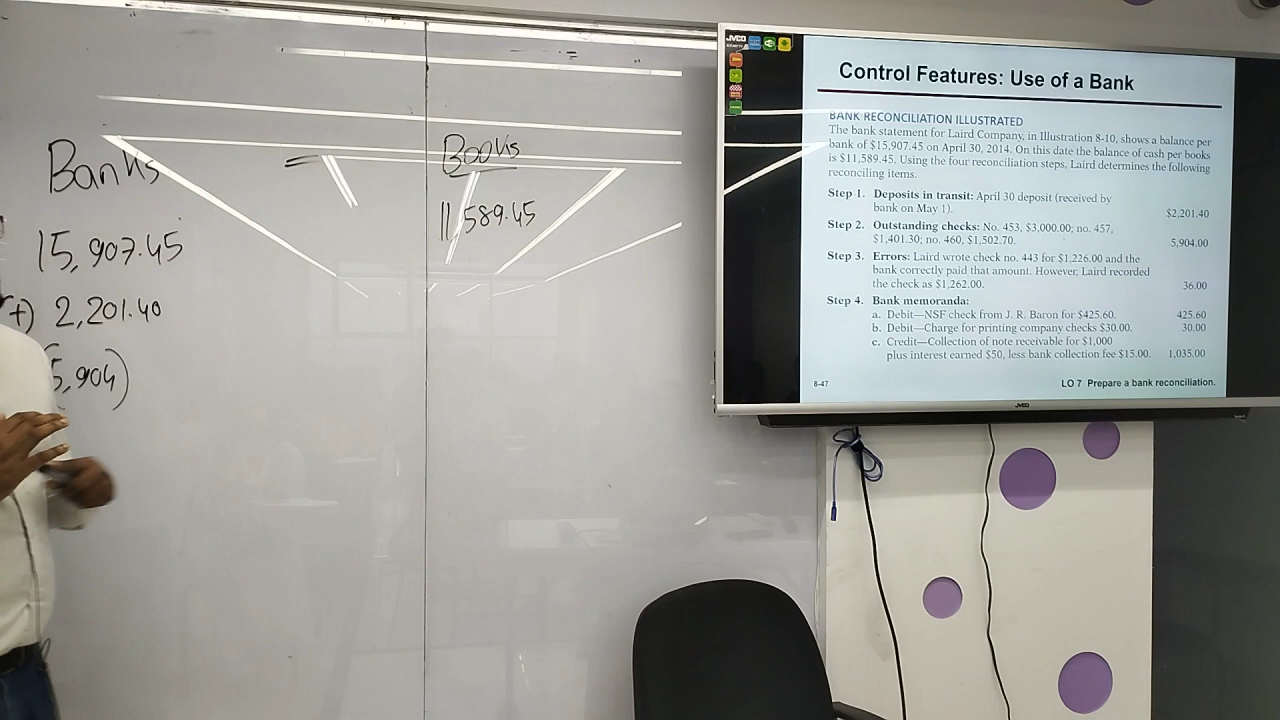 Banks = Books
15,907.45
11,589.45
+) 2,201.40
(5,904)
JVCO
Control Features: Use of a Bank
BANK RECONCILIATION ILLUSTRATED
The bank statement for Laird Company, in Illustration 8-10, shows a balance per
bank of $15,907.45 on April 30, 2014. On this date the balance of cash per books
is $11,589.45. Using the four reconciliation steps, Laird determines the following
reconciling items.
Step 1. Deposits in transit: April 30 deposit (received by
bank on May 1). $2,201.40
Step 2. Outstanding checks: No. 453, $3,000.00; no. 457,
$1,401.30; no. 460, $1,502.70. 5,904.00
Step 3. Errors: Laird wrote check no. 443 for $1,226.00 and the
bank correctly paid that amount. However, Laird recorded
the check as $1,262.00. 36.00
Step 4. Bank memoranda:
a. Debit—NSF check from J. R. Baron for $425.60. 425.60
b. Debit—Charge for printing company checks $30.00. 30.00
c. Credit—Collection of note receivable for $1,000
plus interest earned $50, less bank collection fee $15.00. 1,035.00
8-47 LO 7 Prepare a bank reconciliation.
JVCO